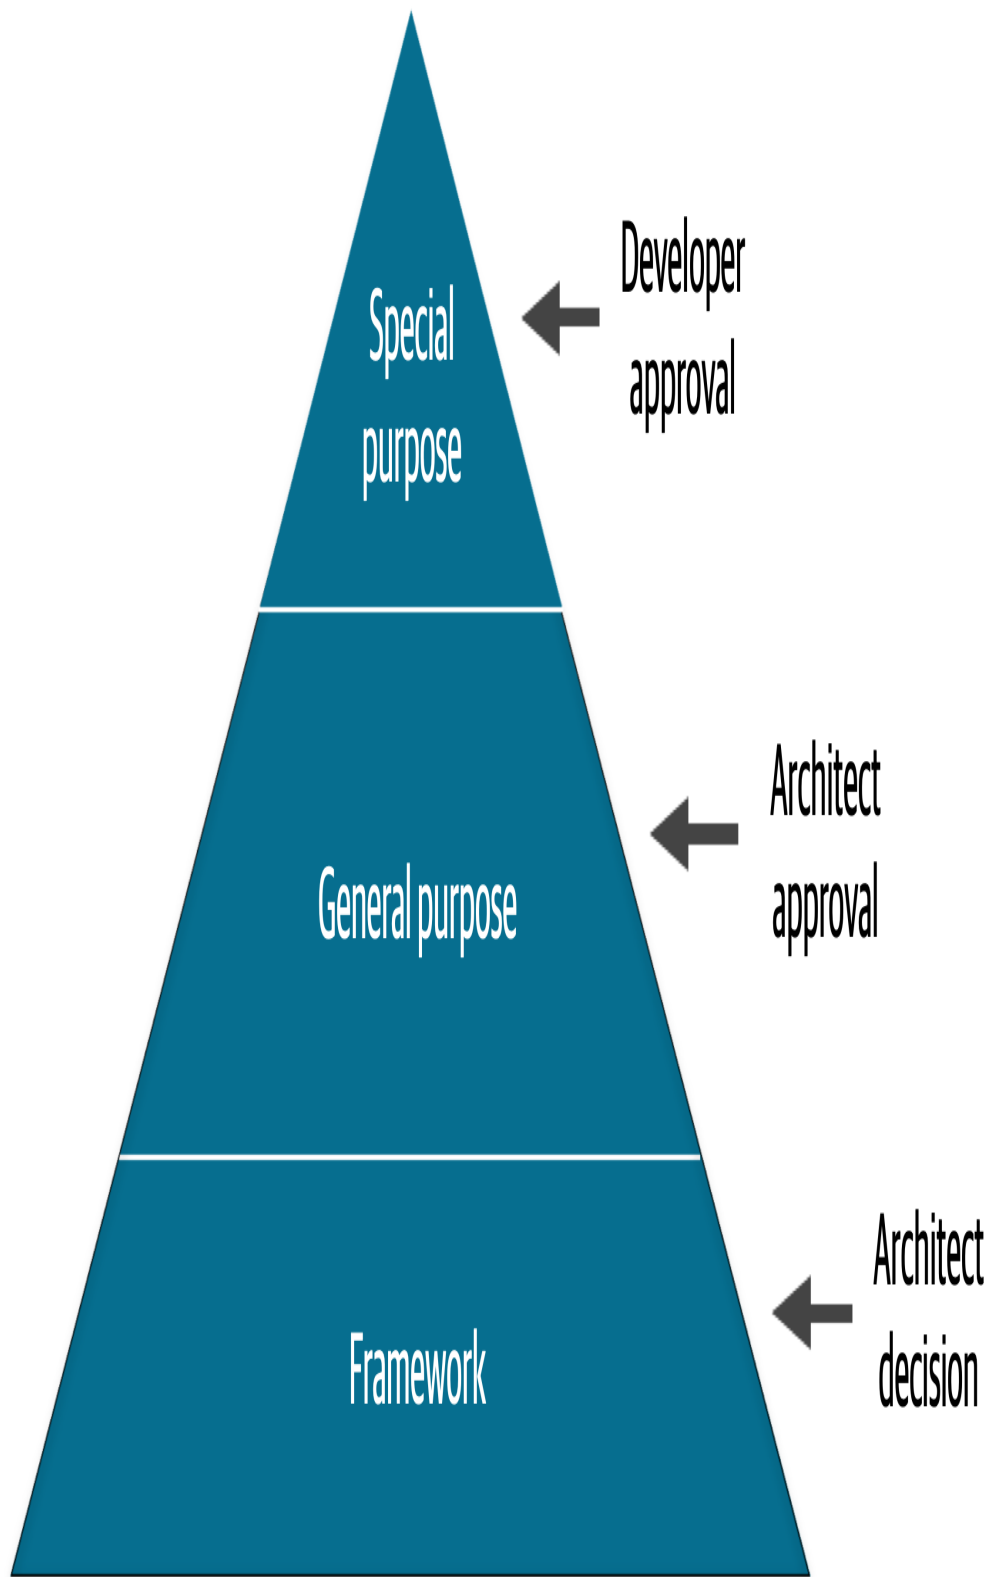 Developer
approval
Special
purpose
Architect
approval
General purpose
Architect
decision
Framework